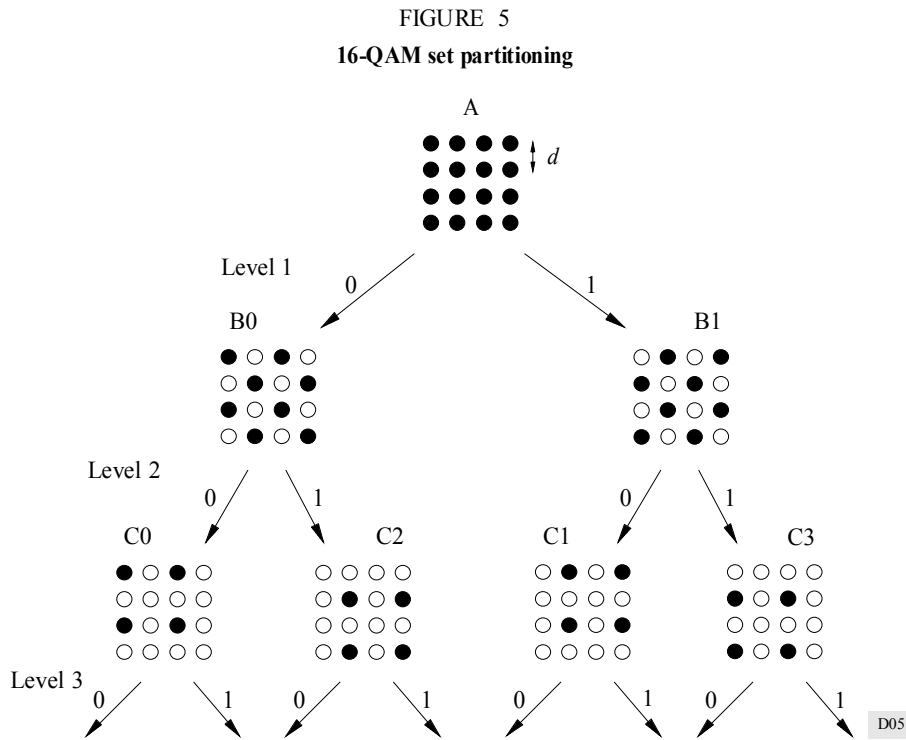 FIGURE 5
16-QAM set partitioning
A
d
Level 1
0
1
B0
B1
Level 2
0
1
0
1
C0
C2
C1
C3
Level 3
0
1
0
1
0
1
0
1
D05